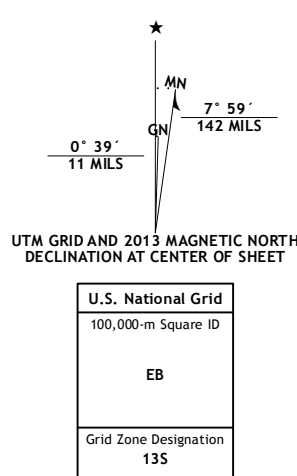 MN
GN
7° 59´
142 MILS
0° 39´
11 MILS
UTM GRID AND 2013 MAGNETIC NORTH
DECLINATION AT CENTER OF SHEET
U.S. National Grid
100,000-m Square ID
EB
Grid Zone Designation
13S